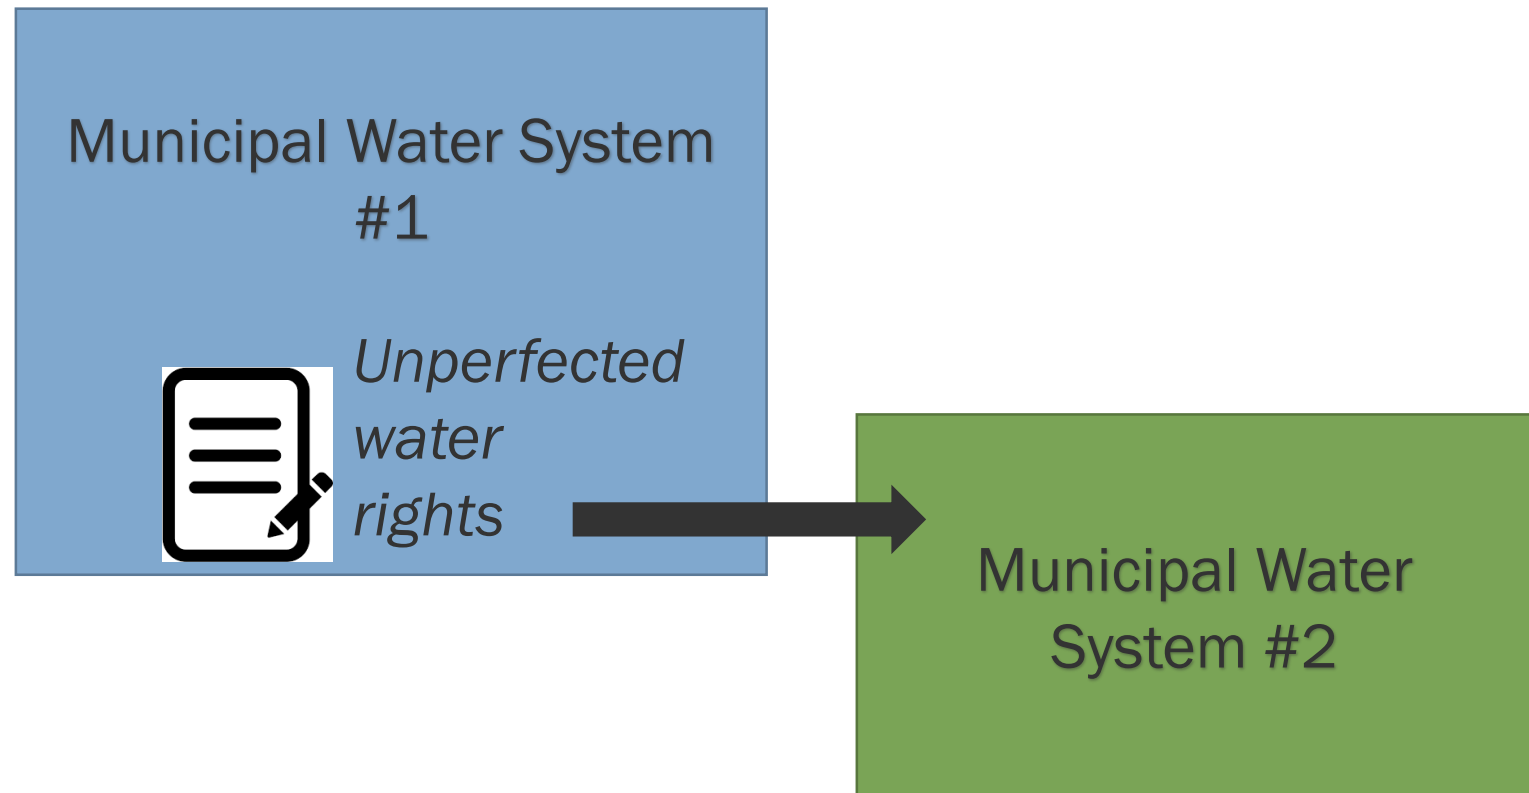 Municipal Water System
#1
Unperfected
water
rights
Municipal Water
System #2